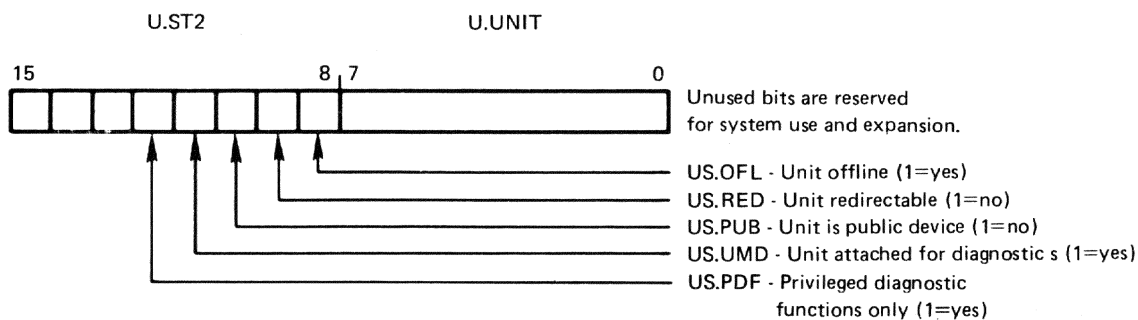 U.ST2 U.UNIT
15 8 7 0
Unused bits are reserved
for system use and expansion.
US.OFL - Unit offline (1=yes)
US.RED - Unit redirectable (1=no)
US.PUB - Unit is public device (1=no)
US.UMD - Unit attached for diagnostic s (1=yes)
US.PDF - Privileged diagnostic
functions only (1=yes)